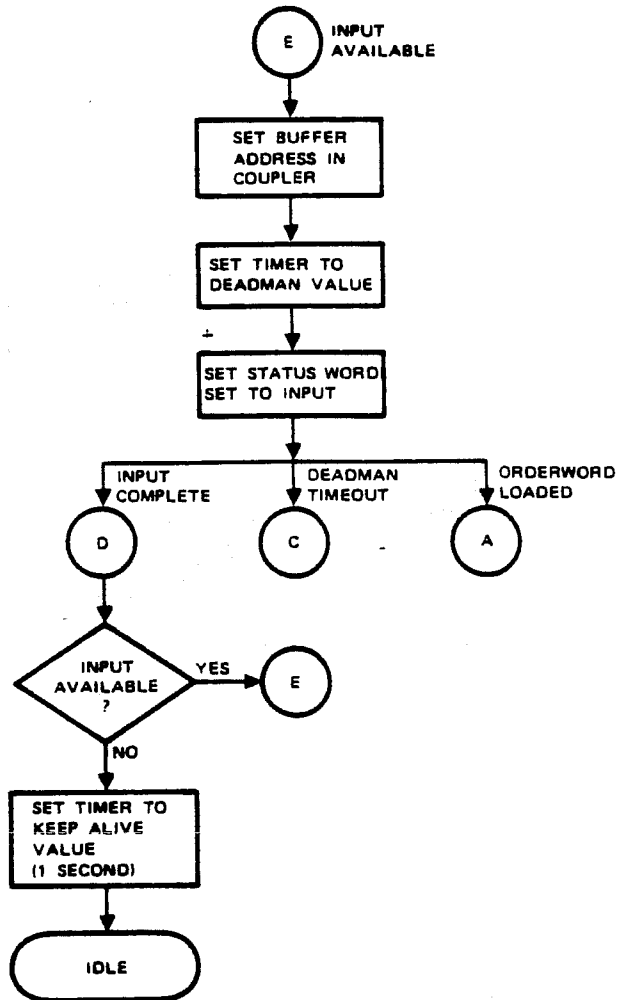 E
INPUT
AVAILABLE
SET BUFFER
ADDRESS IN
COUPLER
SET TIMER TO
DEADMAN VALUE
SET STATUS WORD
SET TO INPUT
INPUT
COMPLETE
DEADMAN
TIMEOUT
ORDERWORD
LOADED
D
C
A
INPUT
AVAILABLE
?
YES
E
NO
SET TIMER TO
KEEP ALIVE
VALUE
(1 SECOND)
IDLE